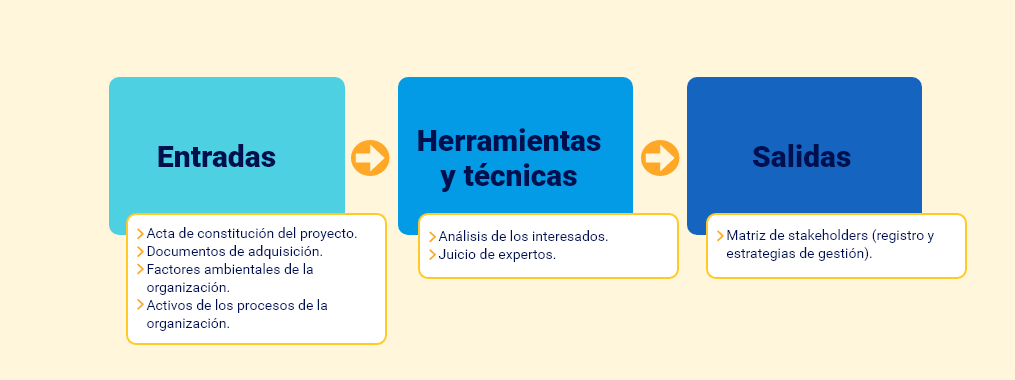 Entradas
Acta de constitución del proyecto.
Documentos de adquisición.
Factores ambientales de la
organización.
Activos de los procesos de la
organización.
Herramientas
y técnicas
Análisis de los interesados.
Juicio de expertos.
Salidas
Matriz de stakeholders (registro y
estrategias de gestión).